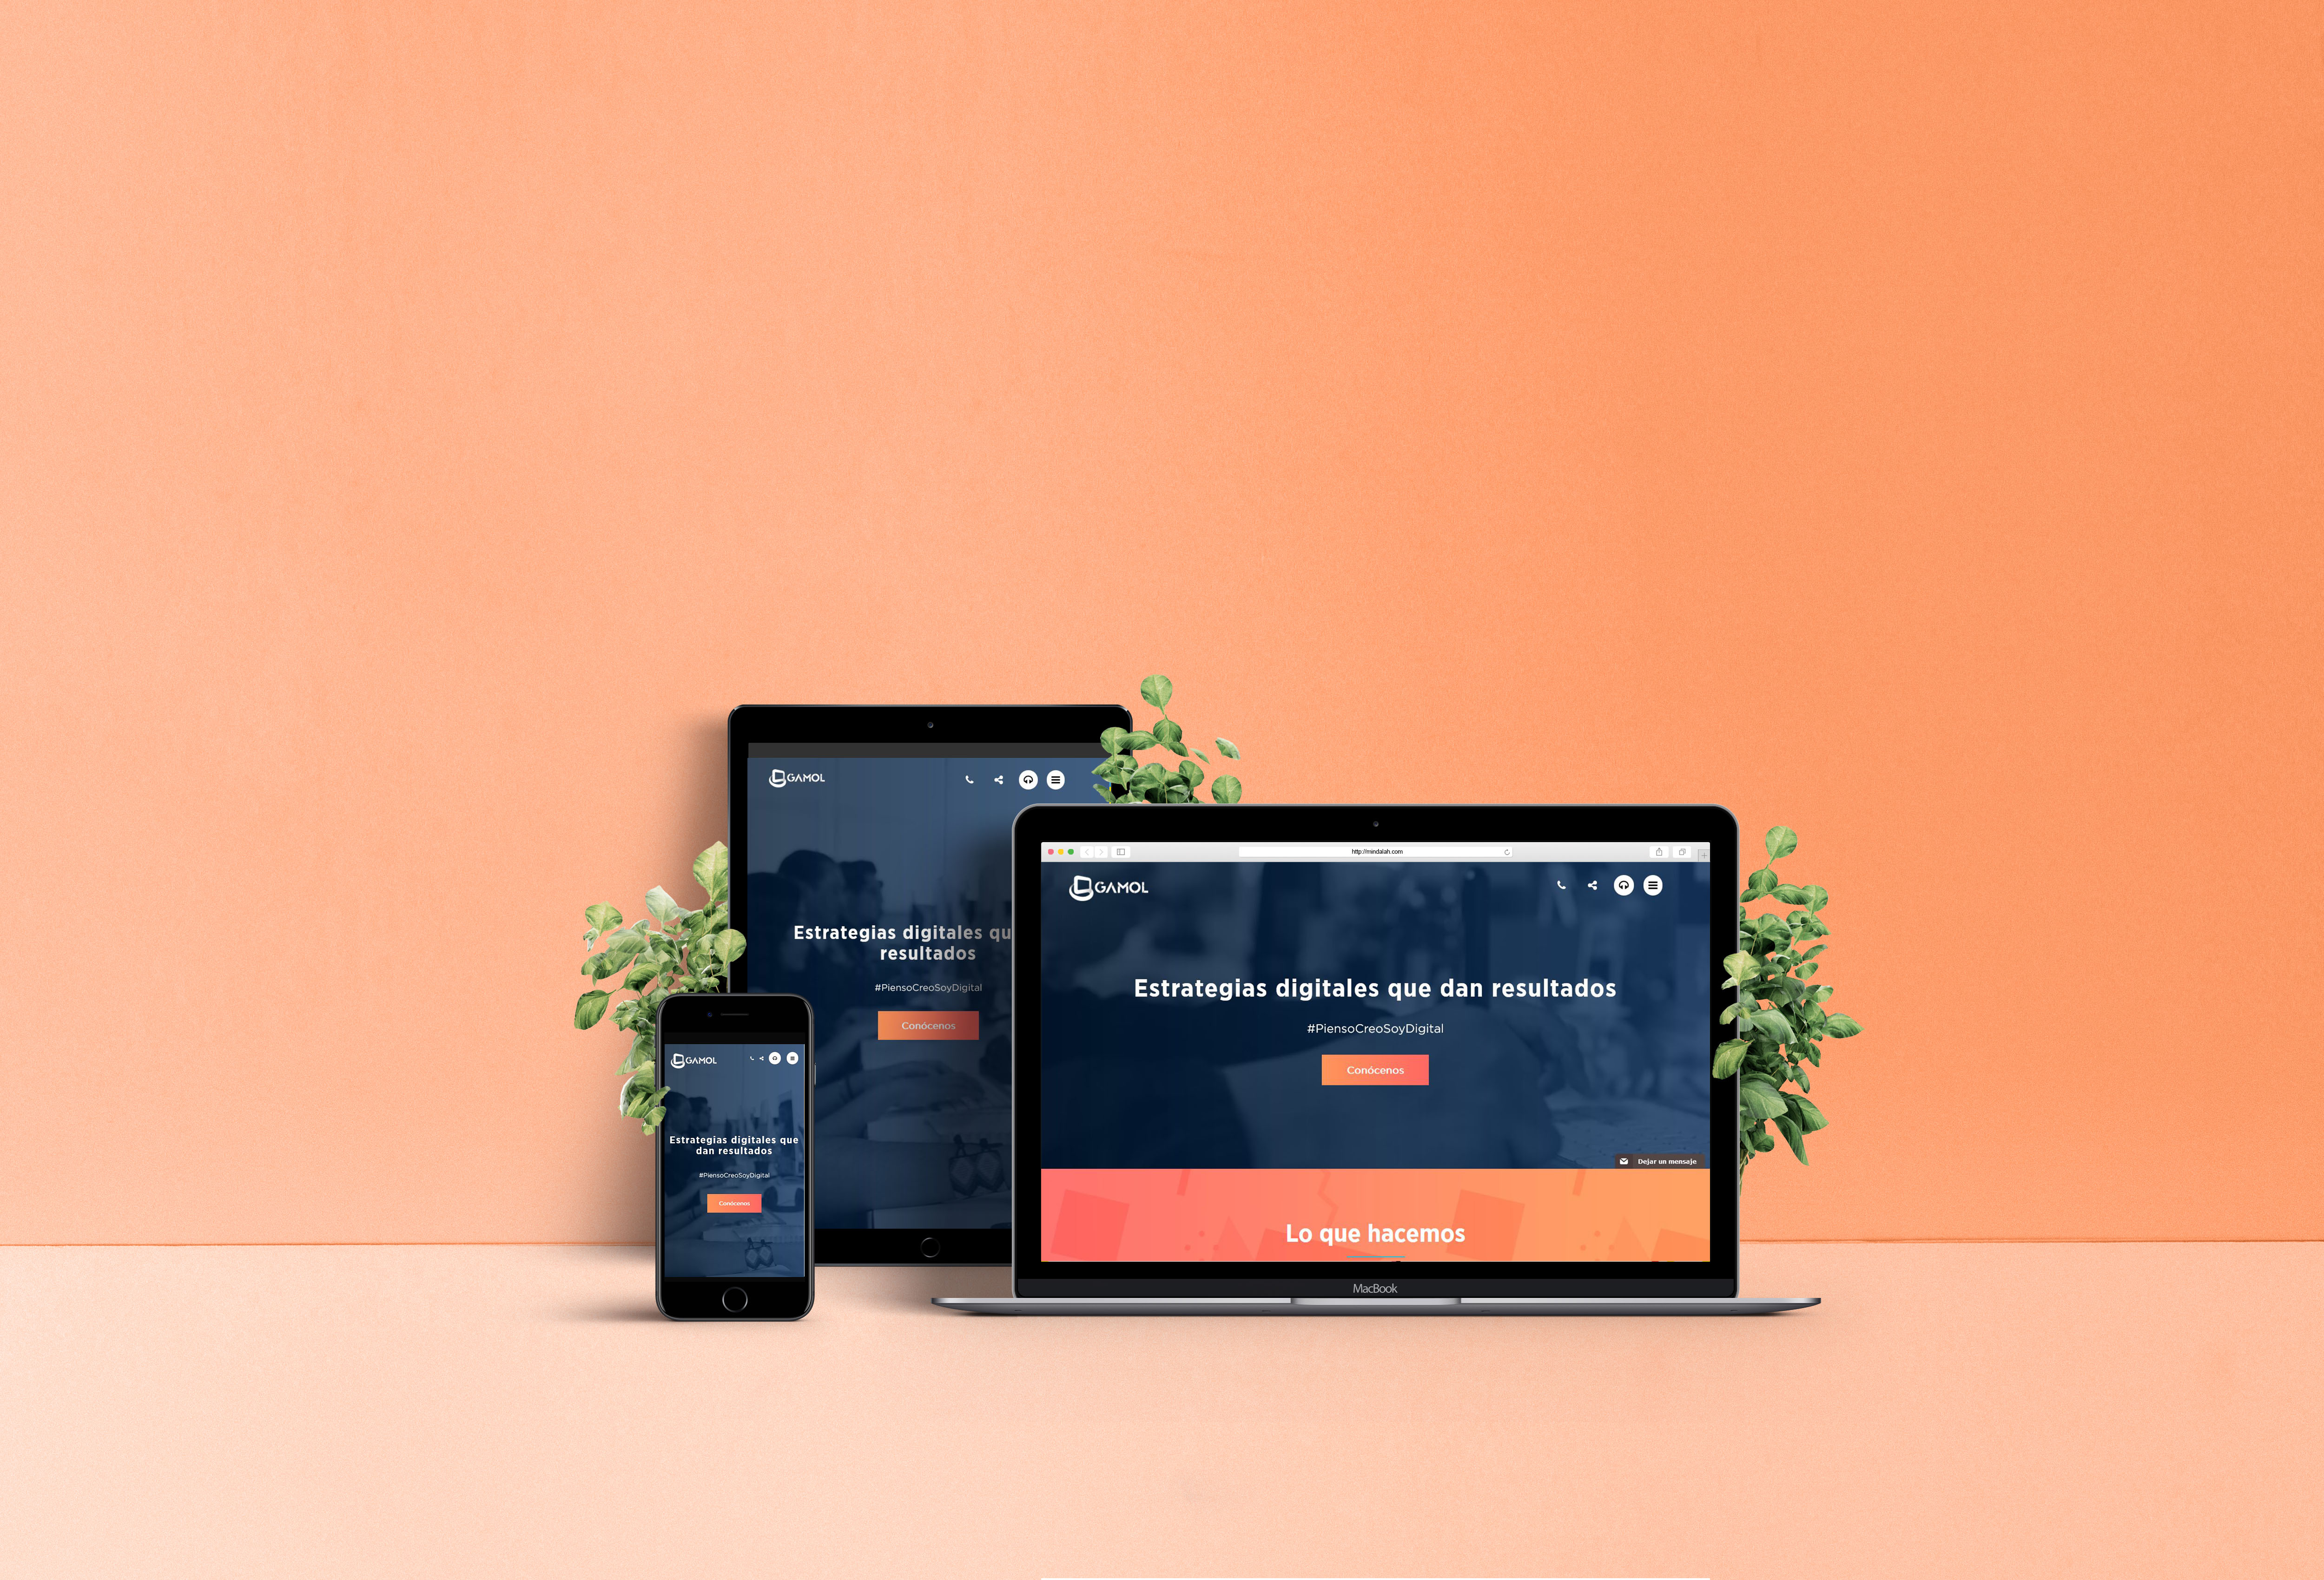 GAMOL
Estrategias digitales qu
resultados
#PiensoCreoSoyDigital
Conócenos
GAMOL
Estrategias digitales que
dan resultados
#PiensoCreoSoyDigital
Conócenos
http://mindalah.com
GAMOL
Estrategias digitales que dan resultados
#PiensoCreoSoyDigital
Conócenos
Dejar un mensaje
Lo que hacemos
MacBook